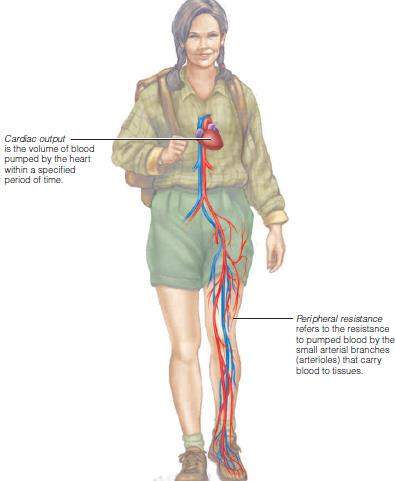 Cardiac output
is the volume of blood
pumped by the heart
within a specified
period of time.
Peripheral resistance
refers to the resistance
to pumped blood by the
small arterial branches
(arterioles) that carry
blood to tissues.